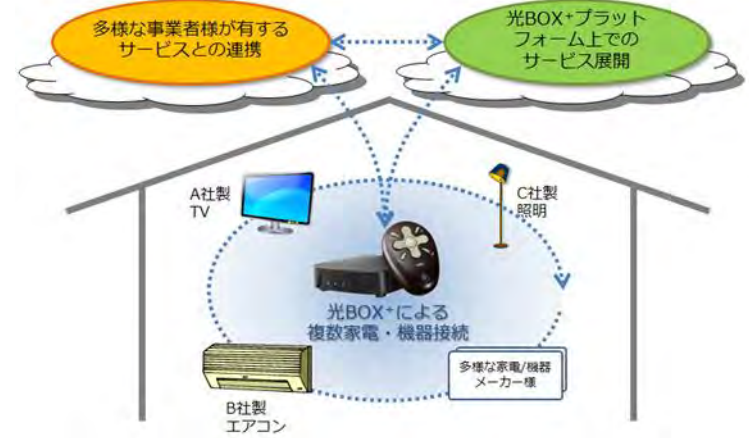 多様な事業者様が有する
サービスとの連携
光BOX⁺プラット
フォーム上での
サービス展開
A社製
TV
C社製
照明
光BOX⁺による
複数家電・機器接続
多様な家電/機器
メーカー様
B社製
エアコン